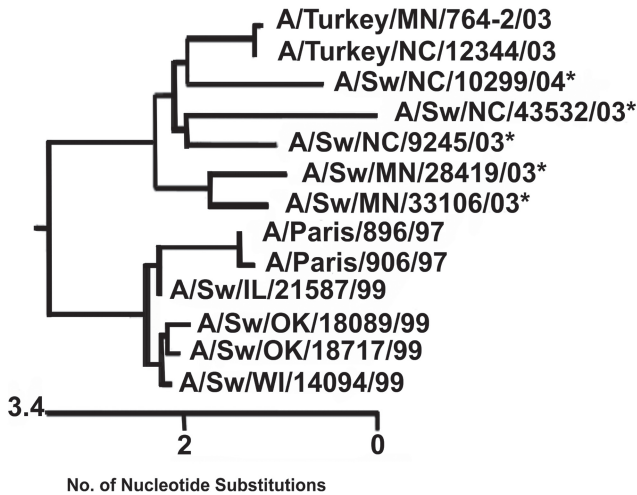 A/Turkey/MN/764-2/03
A/Turkey/NC/12344/03
A/Sw/NC/10299/04*
A/Sw/NC/43532/03*
A/Sw/NC/9245/03*
A/Sw/MN/28419/03*
A/Sw/MN/33106/03*
A/Paris/896/97
A/Paris/906/97
A/Sw/IL/21587/99
A/Sw/OK/18089/99
A/Sw/OK/18717/99
A/Sw/WI/14094/99
3.4
2 0
No. of Nucleotide Substitutions